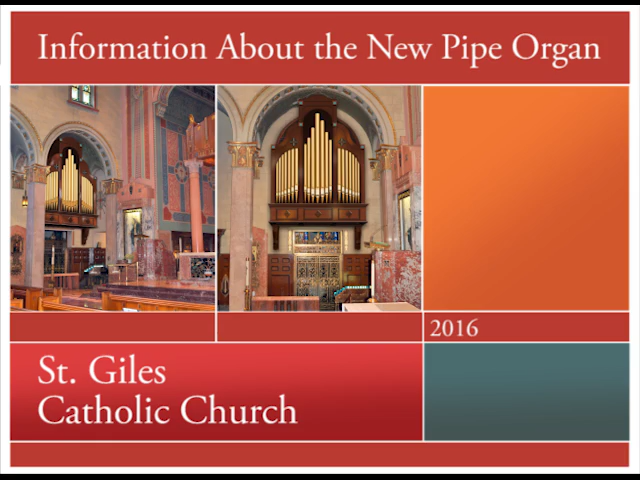 Information About the New Pipe Organ
2016
St. Giles
Catholic Church